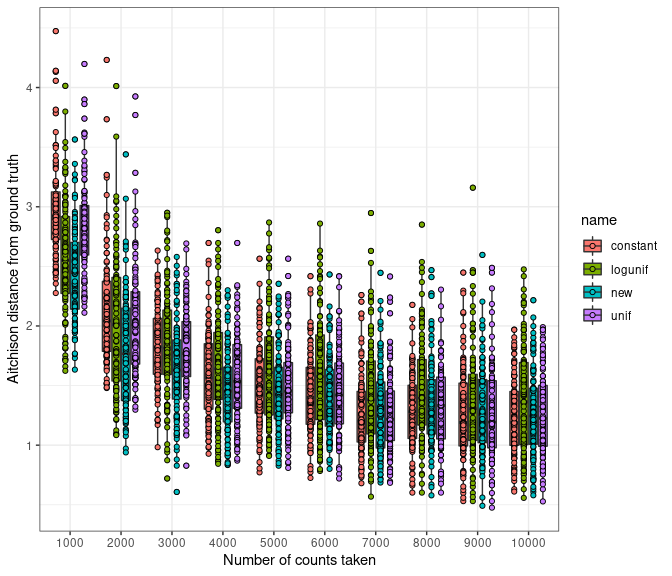 Aitchison distance from ground truth
4
3
2
1
1000 2000 3000 4000 5000 6000 7000 8000 9000 10000
Number of counts taken
name
constant
logunif
new
unif